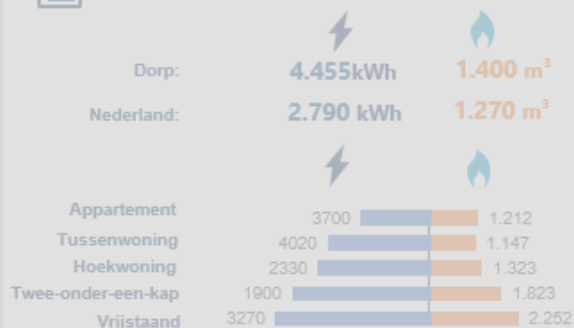 Dorp: 4.455kWh 1.400 m³
Nederland: 2.790 kWh 1.270 m³
Appartement 3700 1.212
Tussenwoning 4020 1.147
Hoekwoning 2330 1.323
Twee-onder-een-kap 1900 1.823
Vrijstaand 3270 2.252